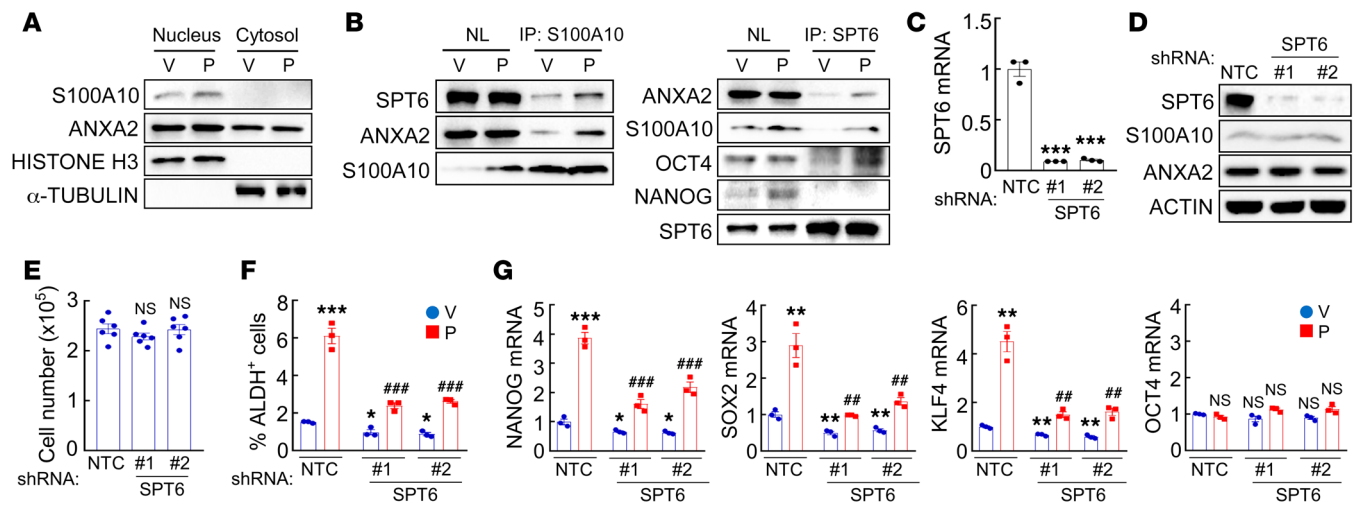 A
Nucleus Cytosol
V P V P
S100A10
ANXA2
HISTONE H3
α-TUBULIN
B
NL IP: S100A10
V P V P
SPT6
ANXA2
S100A10
NL IP: SPT6
V P V P
ANXA2
S100A10
OCT4
NANOG
SPT6
C
SPT6 mRNA
1.5
1
0.5
0
*** ***
NTC #1 #2
shRNA: SPT6
D
SPT6
shRNA: NTC #1 #2
SPT6
S100A10
ANXA2
ACTIN
E
Cell number (x10⁵)
3
2
1
0
NS NS
NTC #1 #2
shRNA: SPT6
F
% ALDH⁺ cells
8
6
4
2
0
***
* ###
* ###
V
P
NTC #1 #2
shRNA: SPT6
G
NANOG mRNA
5
4
3
2
1
0
***
* ###
* ###
NTC #1 #2
SPT6
SOX2 mRNA
4
3
2
1
0
**
** ##
** ##
NTC #1 #2
SPT6
KLF4 mRNA
6
4
2
0
**
** ##
** ##
NTC #1 #2
SPT6
OCT4 mRNA
4
3
2
1
0
NS
NS NS
NS NS
V
P
NTC #1 #2
SPT6